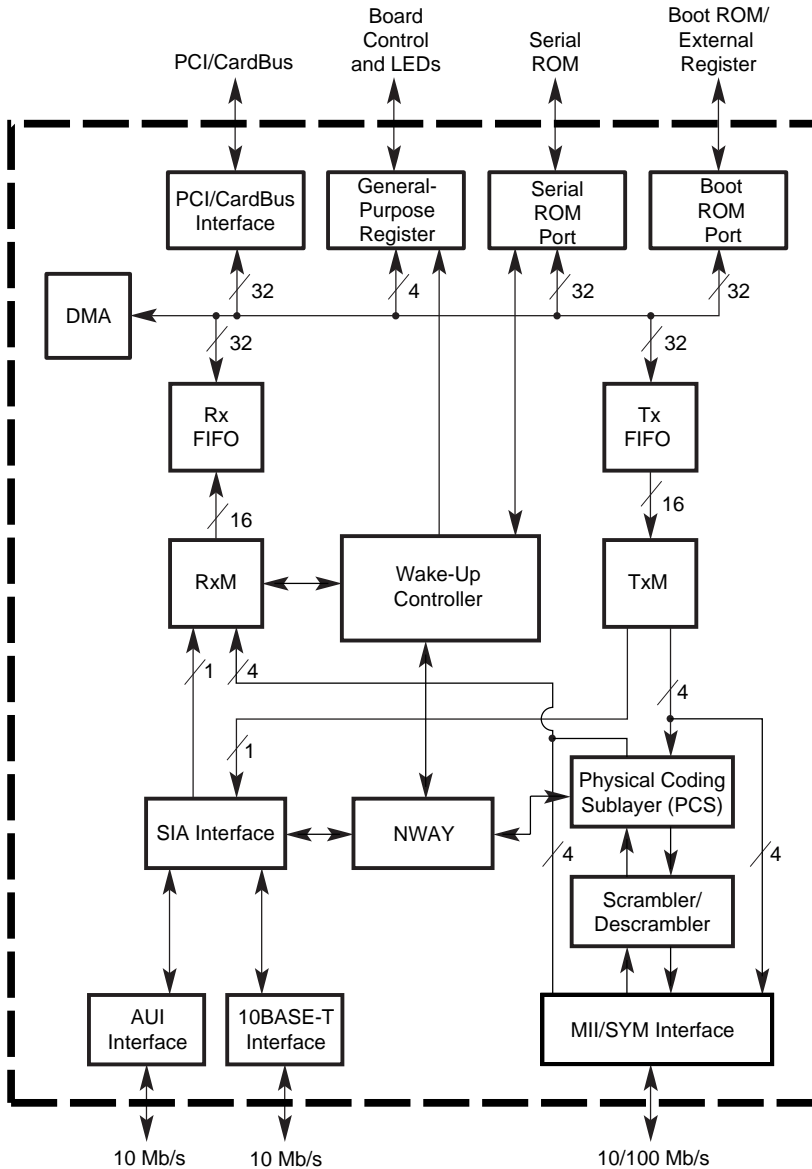 PCI/CardBus
Board
Control
and LEDs
Serial
ROM
Boot ROM/
External
Register
PCI/CardBus
Interface
General-
Purpose
Register
Serial
ROM
Port
Boot
ROM
Port
32
4
32
32
DMA
32
32
Rx
FIFO
Tx
FIFO
16
16
RxM
Wake-Up
Controller
TxM
1
4
4
1
SIA Interface
NWAY
Physical Coding
Sublayer (PCS)
4
4
Scrambler/
Descrambler
AUI
Interface
10BASE-T
Interface
MII/SYM Interface
10 Mb/s
10 Mb/s
10/100 Mb/s